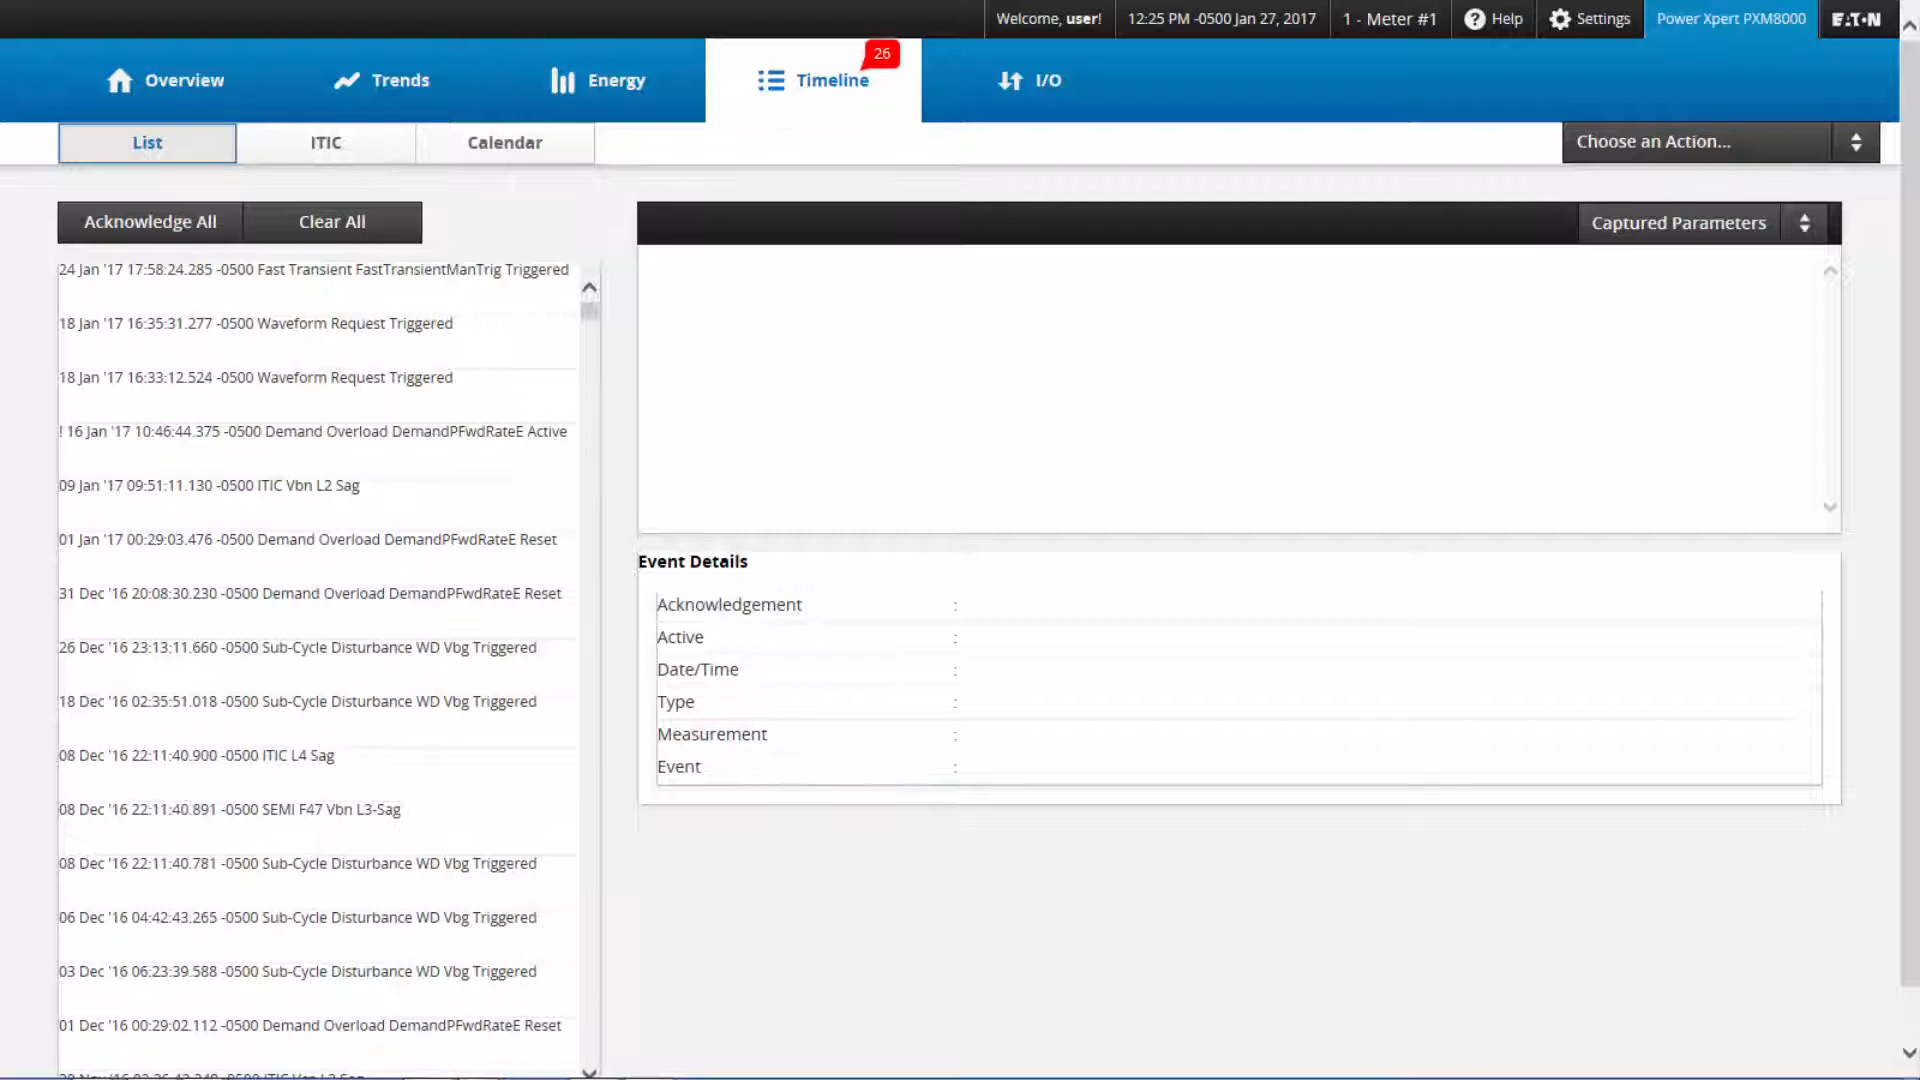 Welcome, user!
12:25 PM -0500 Jan 27, 2017
1 - Meter #1
Help
Settings
Power Xpert PXM8000
E·T·N
Overview
Trends
Energy
Timeline
26
I/O
List
ITIC
Calendar
Choose an Action...
Acknowledge All
Clear All
Captured Parameters
24 Jan '17 17:58:24.285 -0500 Fast Transient FastTransientManTrig Triggered
18 Jan '17 16:35:31.277 -0500 Waveform Request Triggered
18 Jan '17 16:33:12.524 -0500 Waveform Request Triggered
! 16 Jan '17 10:46:44.375 -0500 Demand Overload DemandPFwdRateE Active
09 Jan '17 09:51:11.130 -0500 ITIC Vbn L2 Sag
01 Jan '17 00:29:03.476 -0500 Demand Overload DemandPFwdRateE Reset
31 Dec '16 20:08:30.230 -0500 Demand Overload DemandPFwdRateE Reset
26 Dec '16 23:13:11.660 -0500 Sub-Cycle Disturbance WD Vbg Triggered
18 Dec '16 02:35:51.018 -0500 Sub-Cycle Disturbance WD Vbg Triggered
08 Dec '16 22:11:40.900 -0500 ITIC L4 Sag
08 Dec '16 22:11:40.891 -0500 SEMI F47 Vbn L3-Sag
08 Dec '16 22:11:40.781 -0500 Sub-Cycle Disturbance WD Vbg Triggered
06 Dec '16 04:42:43.265 -0500 Sub-Cycle Disturbance WD Vbg Triggered
03 Dec '16 06:23:39.588 -0500 Sub-Cycle Disturbance WD Vbg Triggered
01 Dec '16 00:29:02.112 -0500 Demand Overload DemandPFwdRateE Reset
Event Details
Acknowledgement :
Active :
Date/Time :
Type :
Measurement :
Event :